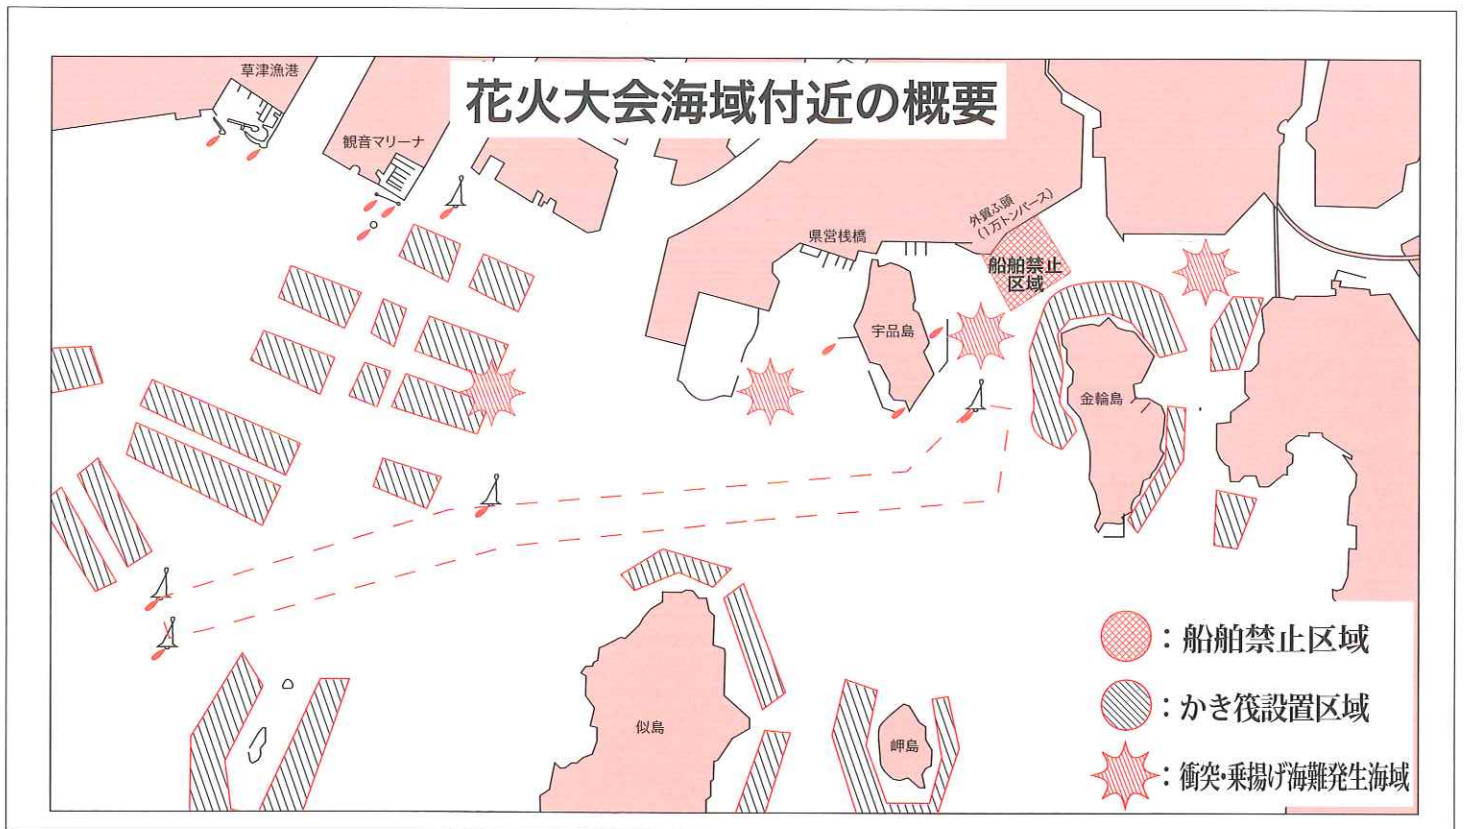 花火大会海域付近の概要
草津漁港
観音マリーナ
県営桟橋
外貿ふ頭
(1万トンバース)
船舶禁止
区域
宇品島
金輪島
似島
峠島
：船舶禁止区域
：かき筏設置区域
：衝突・乗揚げ海難発生海域